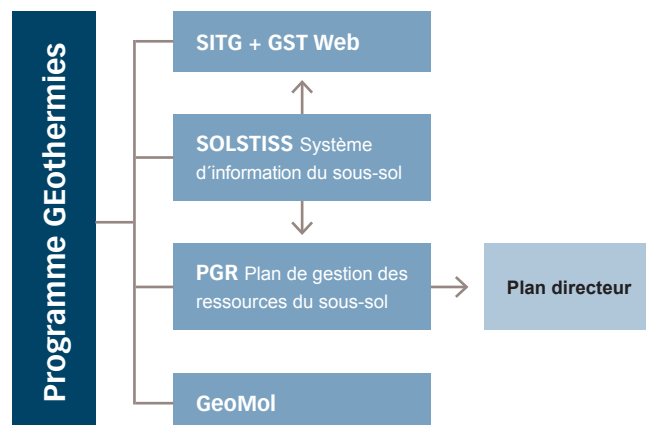 Programme GEothermies
SITG + GST Web
SOLSTISS Système
d´information du sous-sol
PGR Plan de gestion des
ressources du sous-sol
Plan directeur
GeoMol